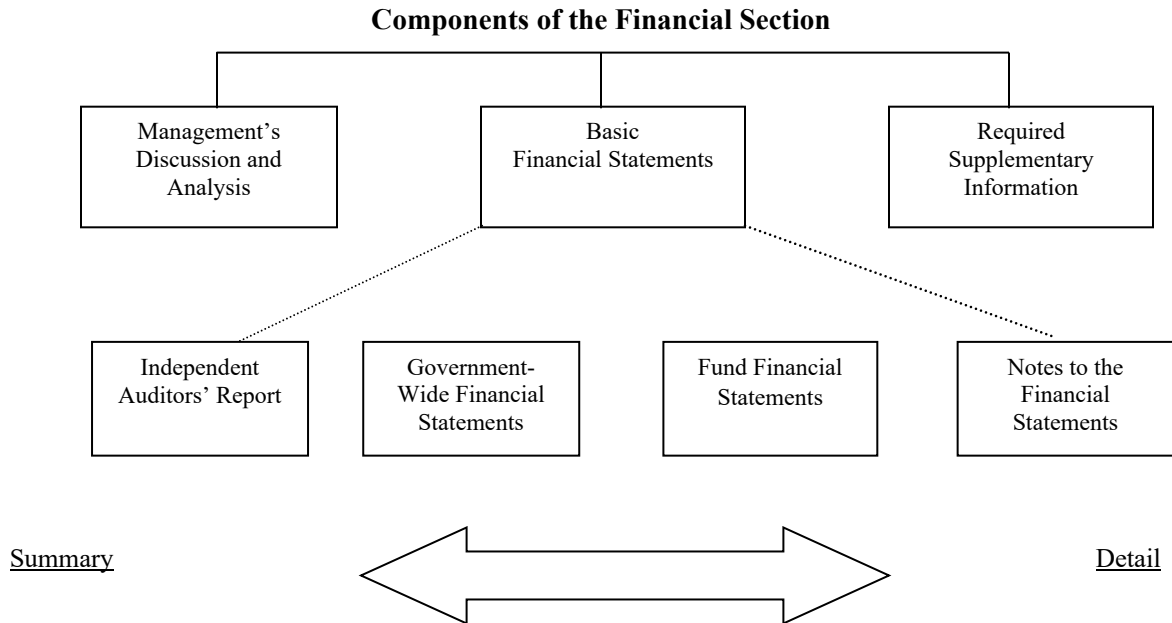 Components of the Financial Section
Management’s
Discussion and
Analysis
Basic
Financial Statements
Required
Supplementary
Information
Independent
Auditors’ Report
Government-
Wide Financial
Statements
Fund Financial
Statements
Notes to the
Financial
Statements
Summary
Detail